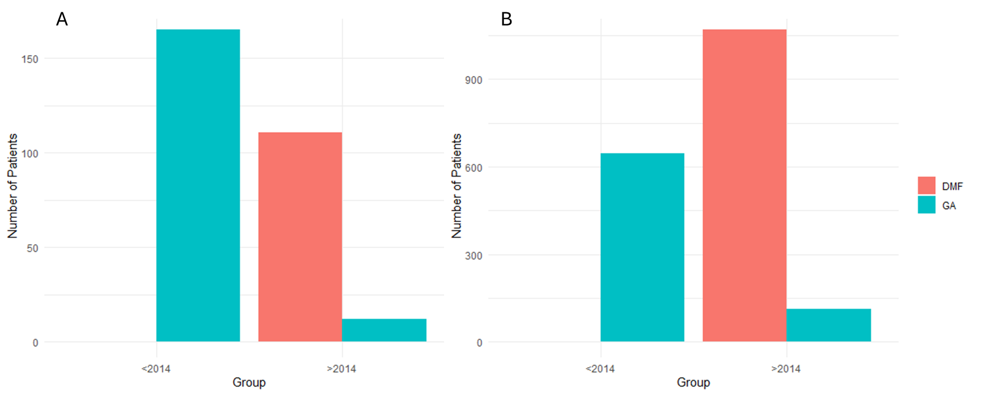 A
Number of Patients
150
100
50
0
<2014
>2014
Group
B
Number of Patients
900
600
300
0
<2014
>2014
Group
DMF
GA